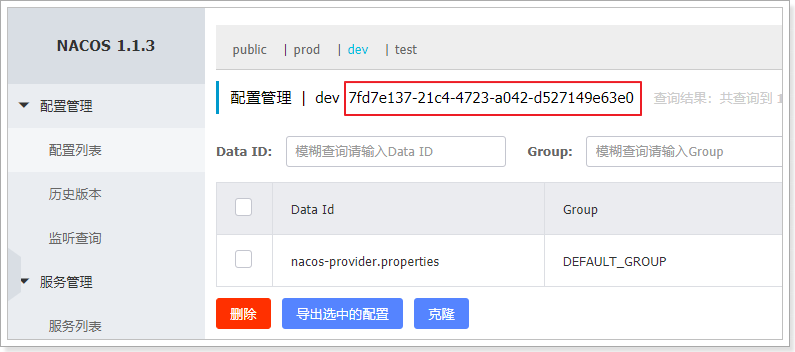 NACOS 1.1.3
配置管理
配置列表
历史版本
监听查询
服务管理
服务列表
public | prod | dev | test
配置管理 | dev 7fd7e137-21c4-4723-a042-d527149e63e0 查询结果：共查询到 1
Data ID: 模糊查询请输入Data ID Group: 模糊查询请输入Group
Data Id Group
nacos-provider.properties DEFAULT_GROUP
删除 导出选中的配置 克隆